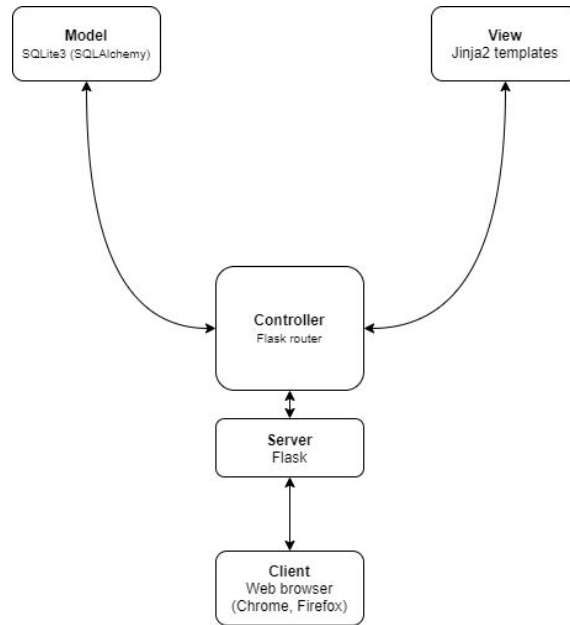 Model
SQLite3 (SQLAlchemy)
View
Jinja2 templates
Controller
Flask router
Server
Flask
Client
Web browser
(Chrome, Firefox)